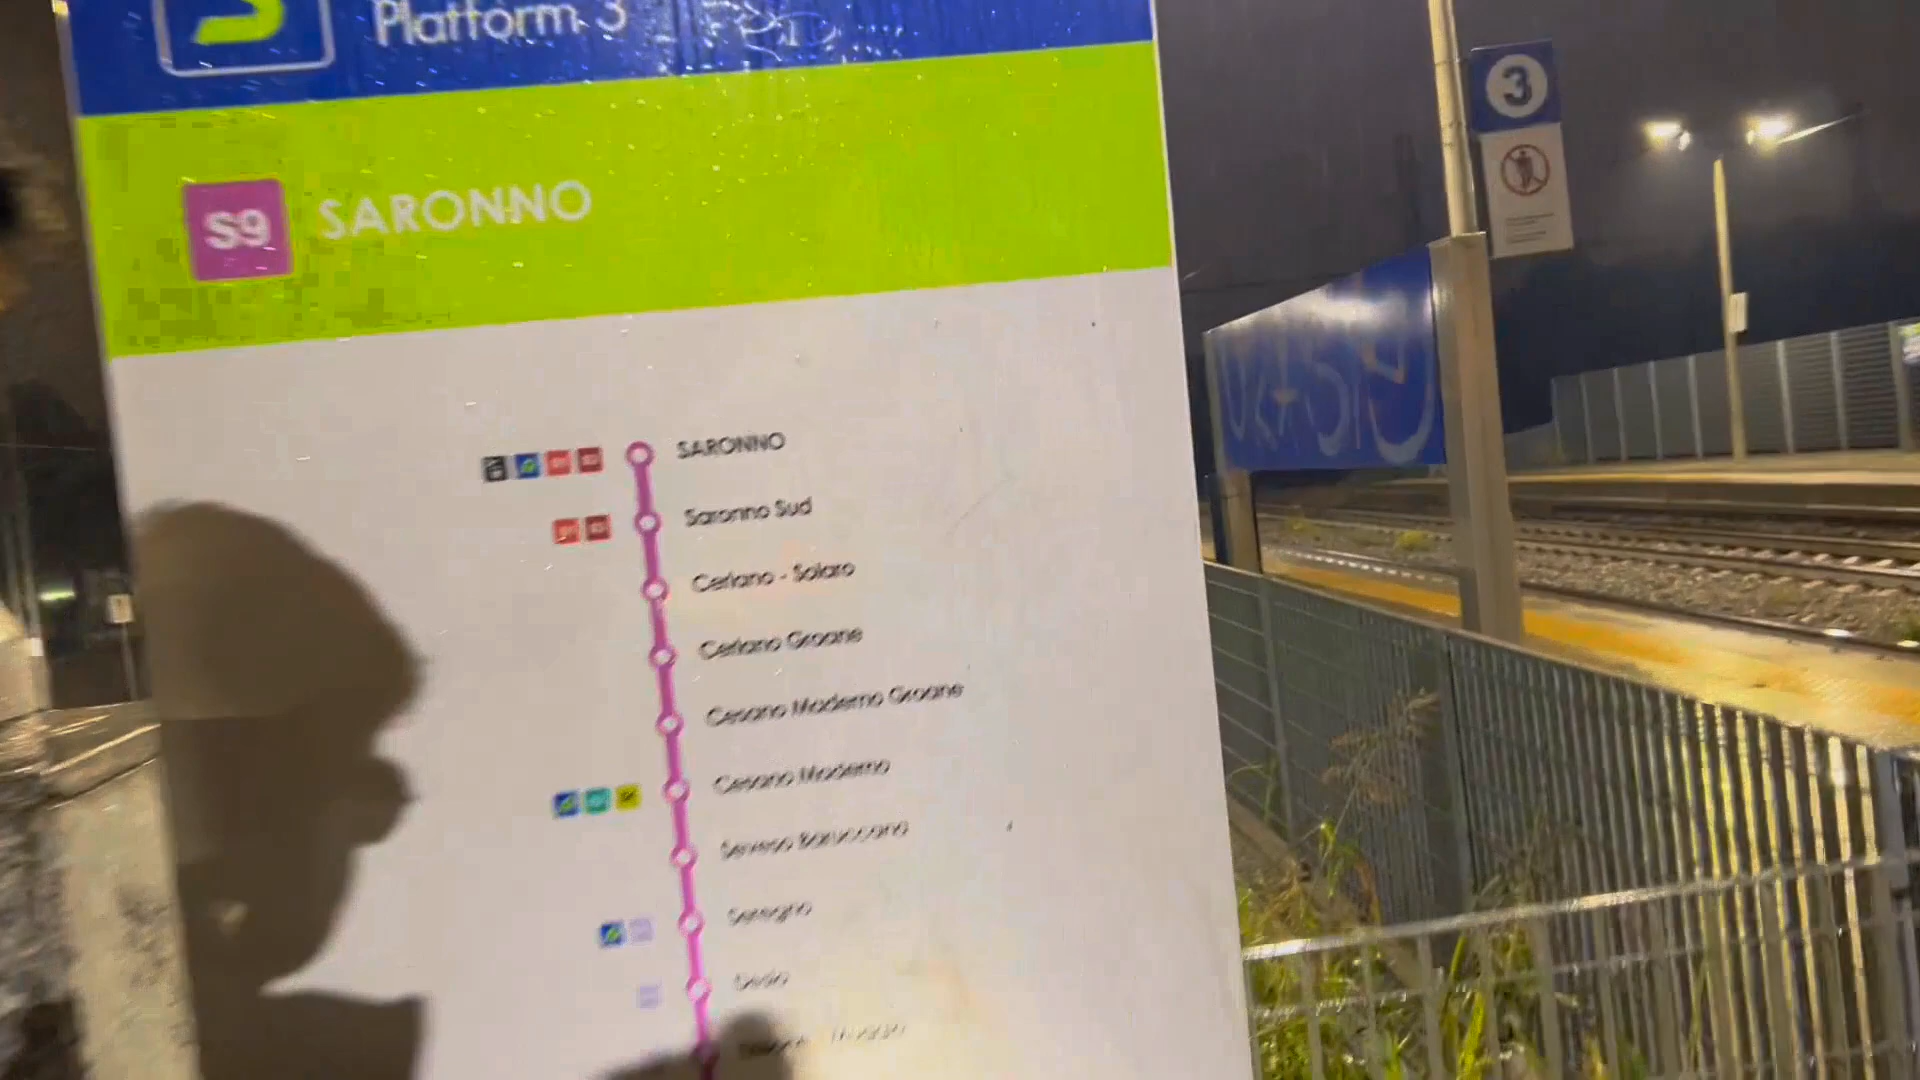 Platform 3
S9 SARONNO
SARONNO
Saronno Sud
Ceriano - Solaro
Ceriano Groane
Cesano Maderno Groane
Cesano Maderno
Seveso Baruccana
Seregno
Desio
3